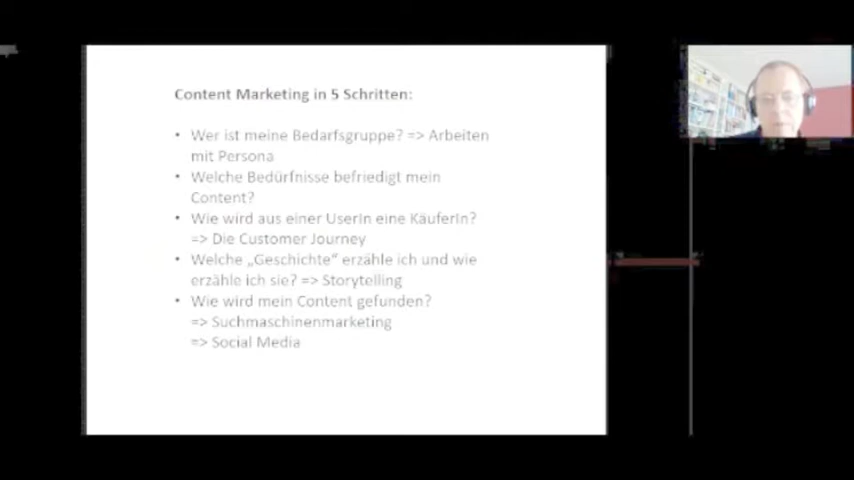 Content Marketing in 5 Schritten:
• Wer ist meine Bedarfsgruppe? => Arbeiten
mit Persona
• Welche Bedürfnisse befriedigt mein
Content?
• Wie wird aus einer UserIn eine KäuferIn?
=> Die Customer Journey
• Welche „Geschichte“ erzähle ich und wie
erzähle ich sie? => Storytelling
• Wie wird mein Content gefunden?
=> Suchmaschinenmarketing
=> Social Media